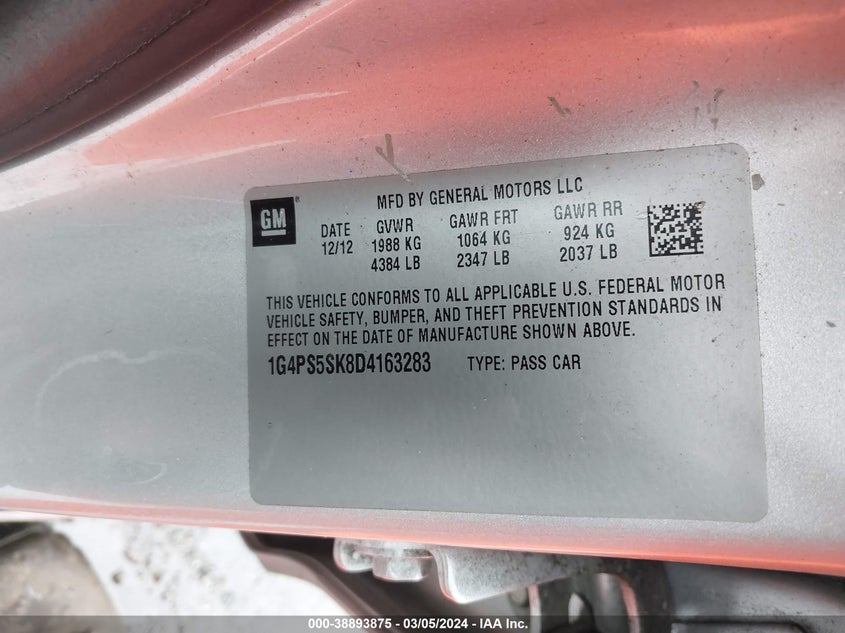 MFD BY GENERAL MOTORS LLC
GM
®
DATE GVWR GAWR FRT GAWR RR
12/12 1988 KG 1064 KG 924 KG
4384 LB 2347 LB 2037 LB
THIS VEHICLE CONFORMS TO ALL APPLICABLE U.S. FEDERAL MOTOR
VEHICLE SAFETY, BUMPER, AND THEFT PREVENTION STANDARDS IN
EFFECT ON THE DATE OF MANUFACTURE SHOWN ABOVE.
1G4PS5SK8D4163283 TYPE: PASS CAR
000-38893875 - 03/05/2024 - IAA Inc.